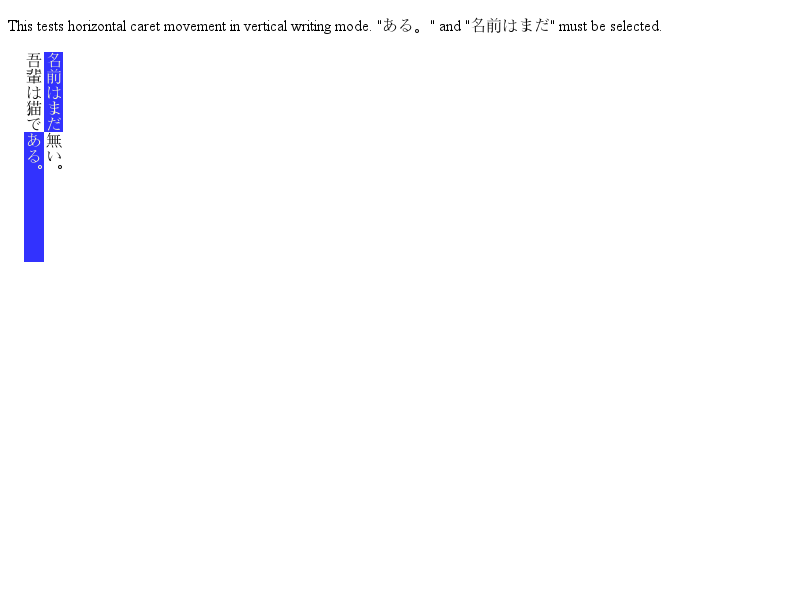 This tests horizontal caret movement in vertical writing mode. "ある。" and "名前はまだ" must be selected.
吾輩は猫である。
名前はまだ無い。